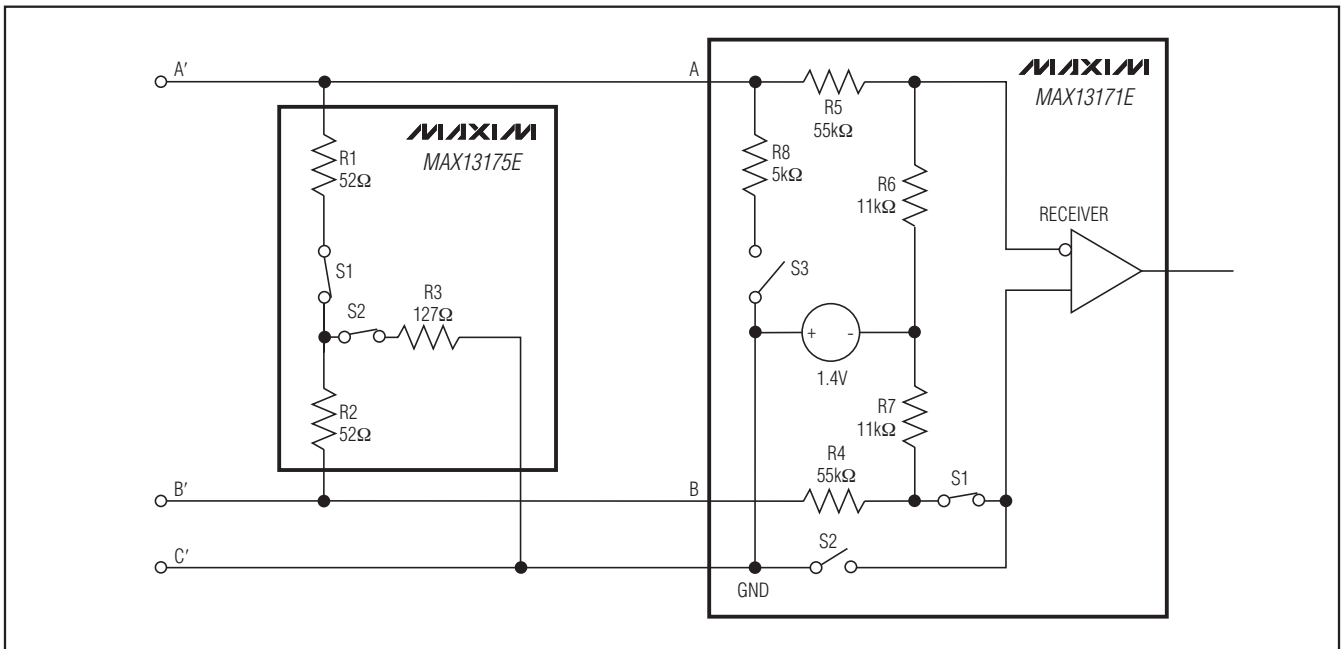 A′
A
MAXIM
MAX13171E
R5
55kΩ
MAXIM
MAX13175E
R1
52Ω
R8
5kΩ
R6
11kΩ
RECEIVER
S1
S3
S2
R3
127Ω
+ -
1.4V
R2
52Ω
R7
11kΩ
R4
55kΩ
S1
B′
B
C′
S2
GND